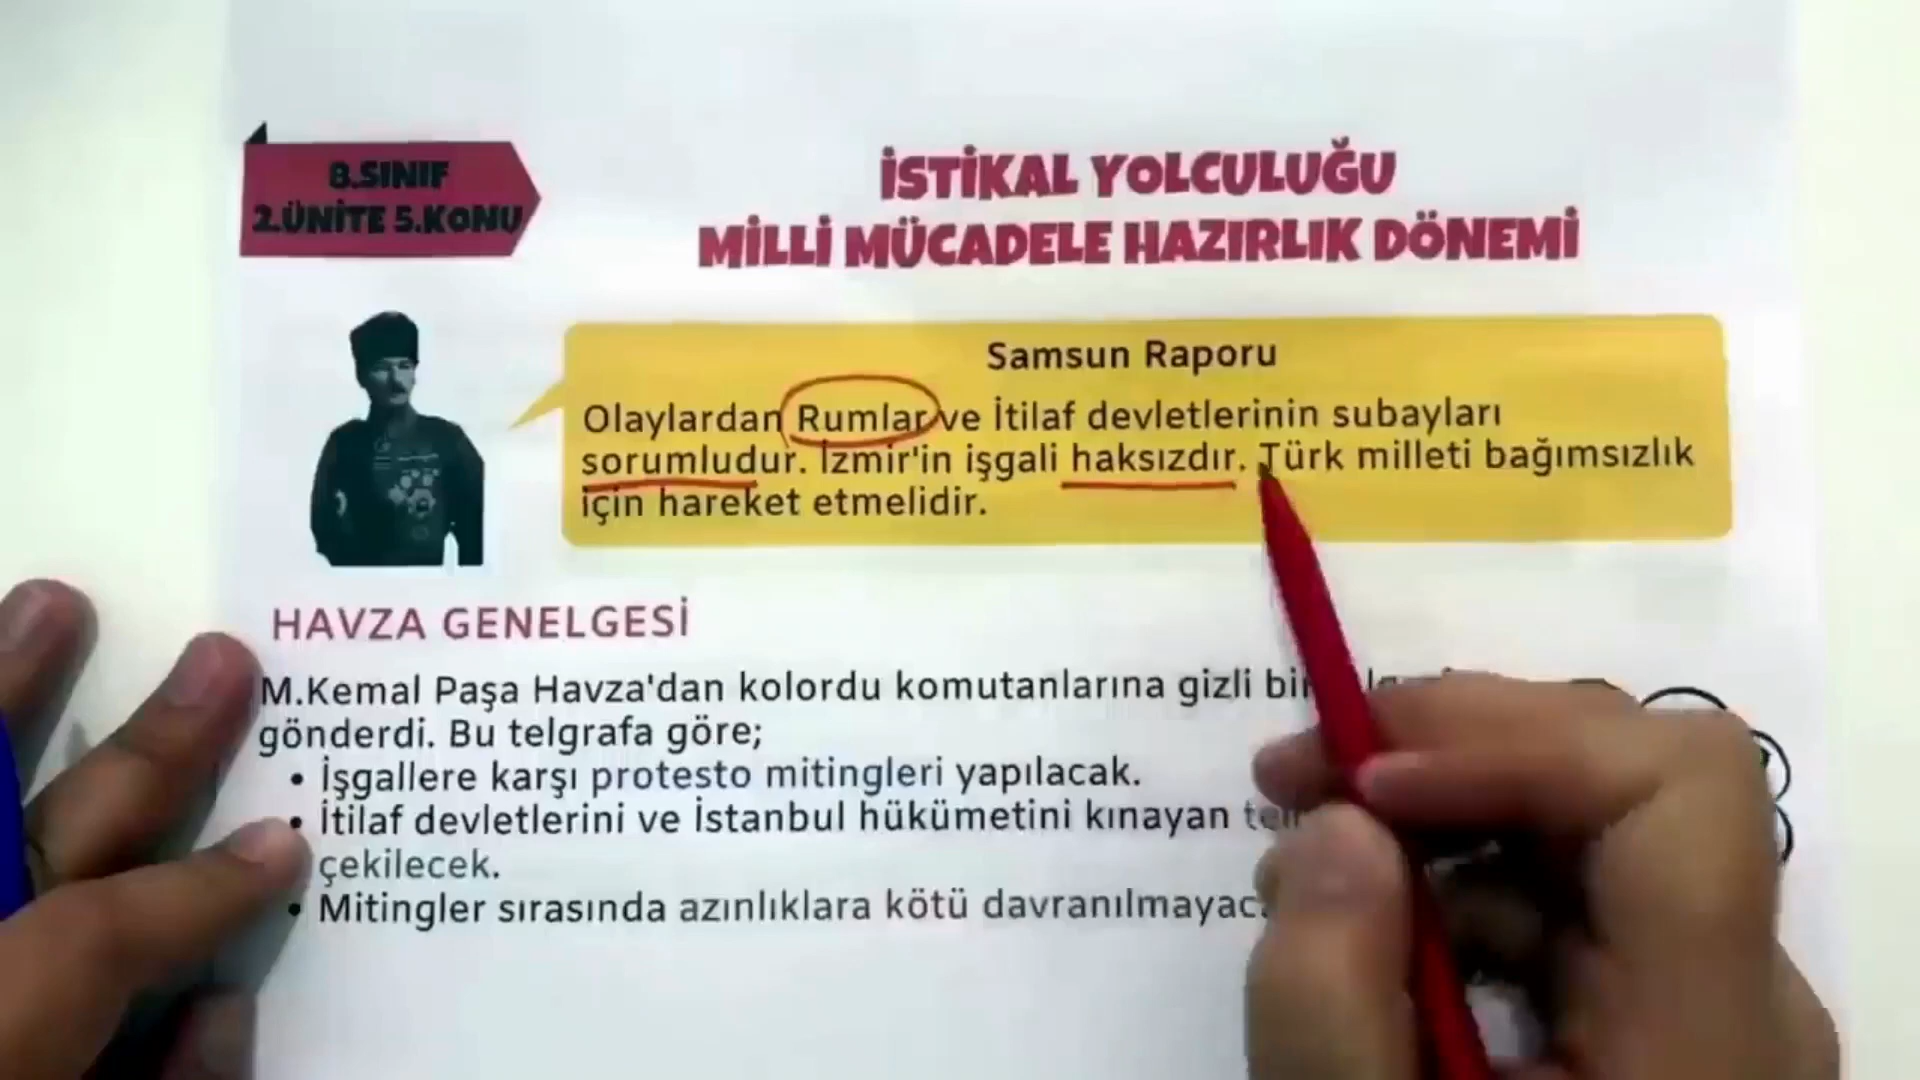 8.SINIF
2.ÜNİTE 5.KONU
İSTİKAL YOLCULUĞU
MİLLİ MÜCADELE HAZIRLIK DÖNEMİ
Samsun Raporu
Olaylardan Rumlar ve İtilaf devletlerinin subayları
sorumludur. İzmir'in işgali haksızdır. Türk milleti bağımsızlık
için hareket etmelidir.
HAVZA GENELGESİ
M.Kemal Paşa Havza'dan kolordu komutanlarına gizli bir
gönderdi. Bu telgrafa göre;
• İşgallere karşı protesto mitingleri yapılacak.
• İtilaf devletlerini ve İstanbul hükümetini kınayan
çekilecek.
• Mitingler sırasında azınlıklara kötü